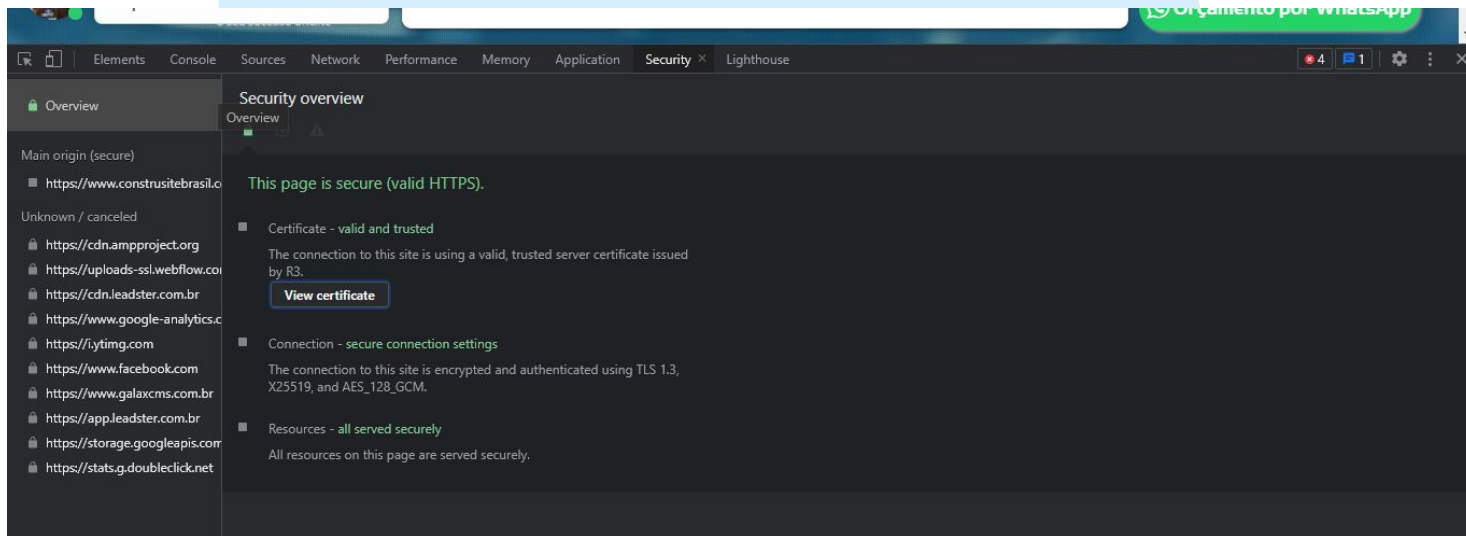 Orçamento por WhatsApp
Elements Console Sources Network Performance Memory Application Security × Lighthouse 4 1
Overview
Security overview
Overview
Main origin (secure)
https://www.construsitebrasil.c
Unknown / canceled
https://cdn.ampproject.org
https://uploads-ssl.webflow.co
https://cdn.leadster.com.br
https://www.google-analytics.c
https://i.ytimg.com
https://www.facebook.com
https://www.galaxcms.com.br
https://app.leadster.com.br
https://storage.googleapis.com
https://stats.g.doubleclick.net
This page is secure (valid HTTPS).
Certificate - valid and trusted
The connection to this site is using a valid, trusted server certificate issued
by R3.
View certificate
Connection - secure connection settings
The connection to this site is encrypted and authenticated using TLS 1.3,
X25519, and AES_128_GCM.
Resources - all served securely
All resources on this page are served securely.